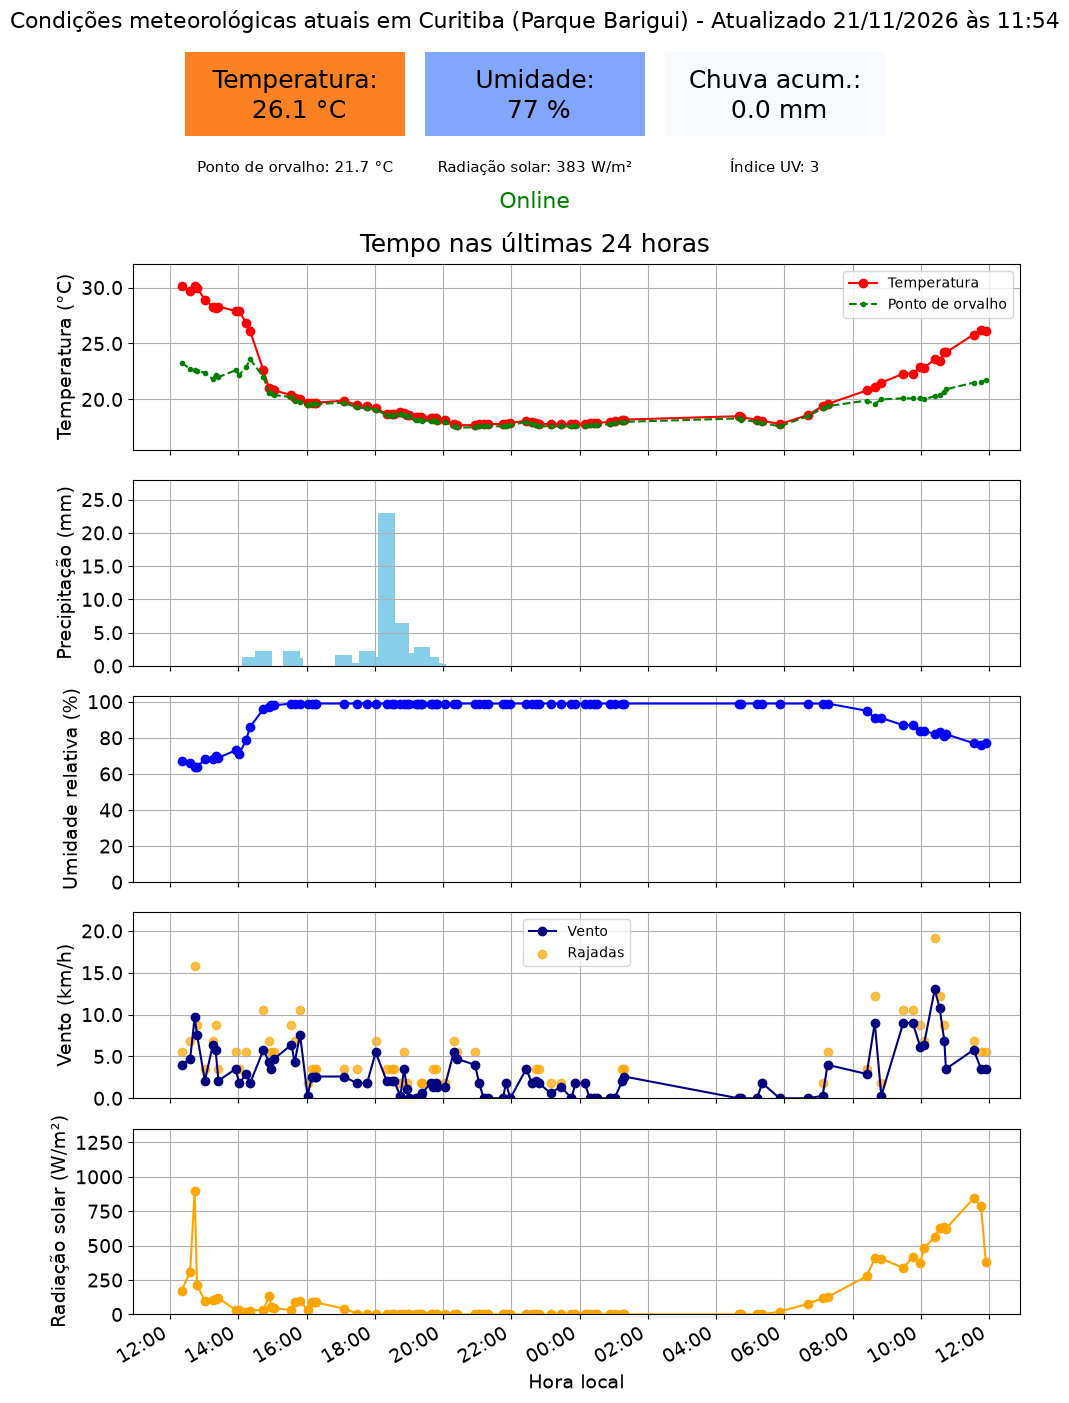 Condições meteorológicas atuais em Curitiba (Parque Barigui) - Atualizado 21/11/2026 às 11:54
Temperatura:
26.1 °C
Umidade:
77 %
Chuva acum.:
0.0 mm
Ponto de orvalho: 21.7 °C
Radiação solar: 383 W/m²
Índice UV: 3
Online
Tempo nas últimas 24 horas
Temperatura (°C)
30.0
25.0
20.0
Temperatura
Ponto de orvalho
Precipitação (mm)
25.0
20.0
15.0
10.0
5.0
0.0
Umidade relativa (%)
100
80
60
40
20
0
Vento (km/h)
20.0
15.0
10.0
5.0
0.0
Vento
Rajadas
Radiação solar (W/m²)
1250
1000
750
500
250
0
12:00
14:00
16:00
18:00
20:00
22:00
00:00
02:00
04:00
06:00
08:00
10:00
12:00
Hora local